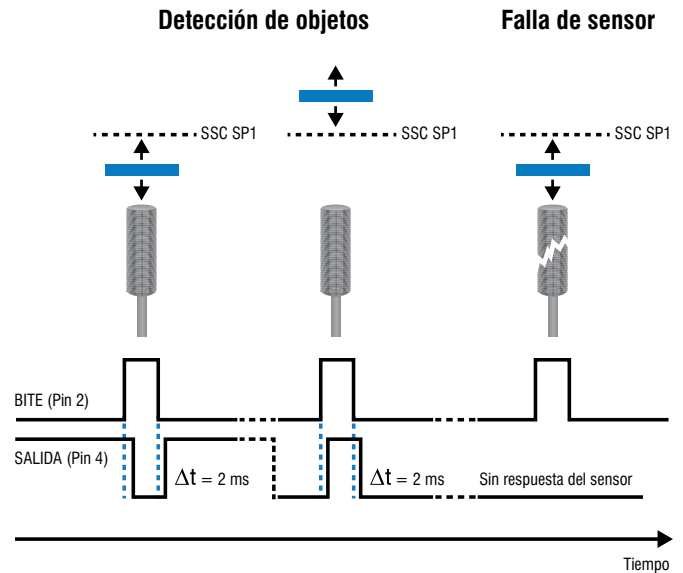 Detección de objetos
Falla de sensor
SSC SP1
SSC SP1
SSC SP1
BITE (Pin 2)
SALIDA (Pin 4)
Δt = 2 ms
Δt = 2 ms
Sin respuesta del sensor
Tiempo